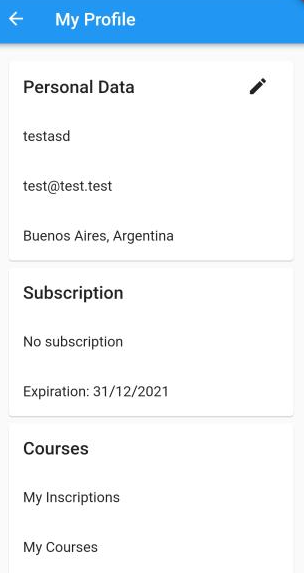 My Profile
Personal Data
testasd
test@test.test
Buenos Aires, Argentina
Subscription
No subscription
Expiration: 31/12/2021
Courses
My Inscriptions
My Courses